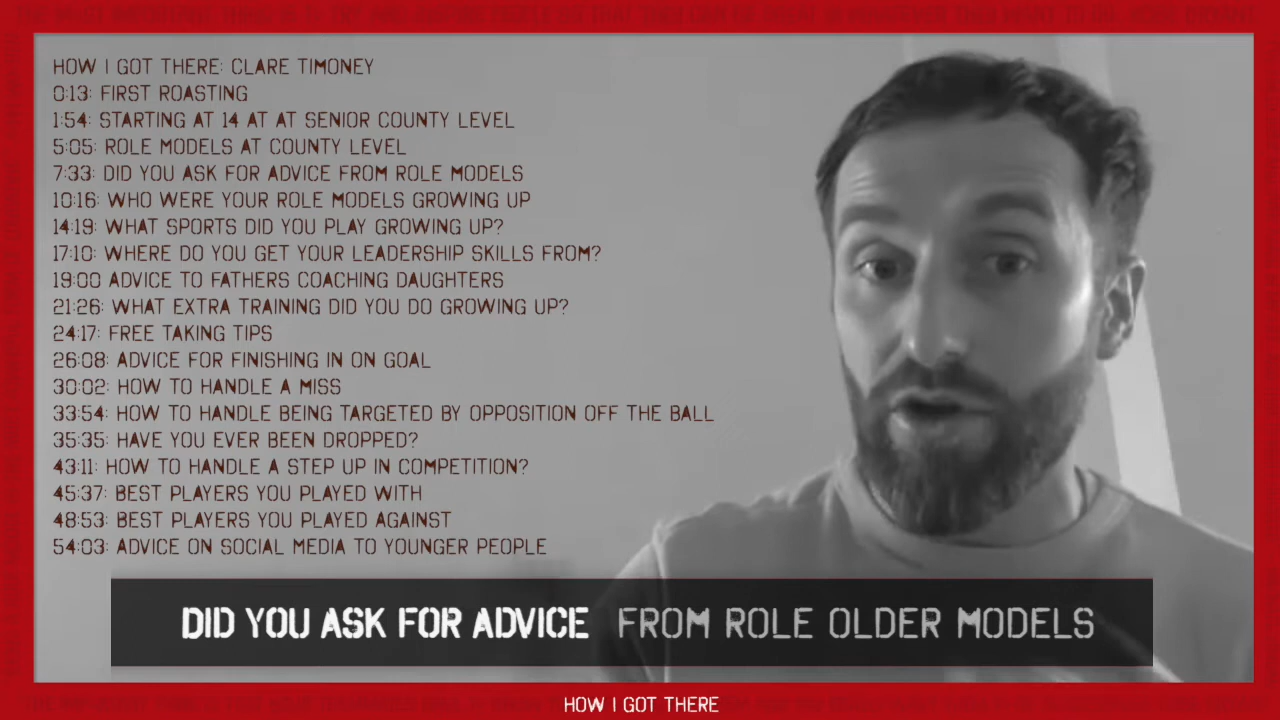 HOW I GOT THERE: CLARE TIMONEY
0:13: FIRST ROASTING
1:54: STARTING AT 14 AT AT SENIOR COUNTY LEVEL
5:05: ROLE MODELS AT COUNTY LEVEL
7:33: DID YOU ASK FOR ADVICE FROM ROLE MODELS
10:16: WHO WERE YOUR ROLE MODELS GROWING UP
14:19: WHAT SPORTS DID YOU PLAY GROWING UP?
17:10: WHERE DO YOU GET YOUR LEADERSHIP SKILLS FROM?
19:00 ADVICE TO FATHERS COACHING DAUGHTERS
21:26: WHAT EXTRA TRAINING DID YOU DO GROWING UP?
24:17: FREE TAKING TIPS
26:08: ADVICE FOR FINISHING IN ON GOAL
30:02: HOW TO HANDLE A MISS
33:54: HOW TO HANDLE BEING TARGETED BY OPPOSITION OFF THE BALL
35:35: HAVE YOU EVER BEEN DROPPED?
43:11: HOW TO HANDLE A STEP UP IN COMPETITION?
45:37: BEST PLAYERS YOU PLAYED WITH
48:53: BEST PLAYERS YOU PLAYED AGAINST
54:03: ADVICE ON SOCIAL MEDIA TO YOUNGER PEOPLE
DID YOU ASK FOR ADVICE FROM ROLE OLDER MODELS
HOW I GOT THERE